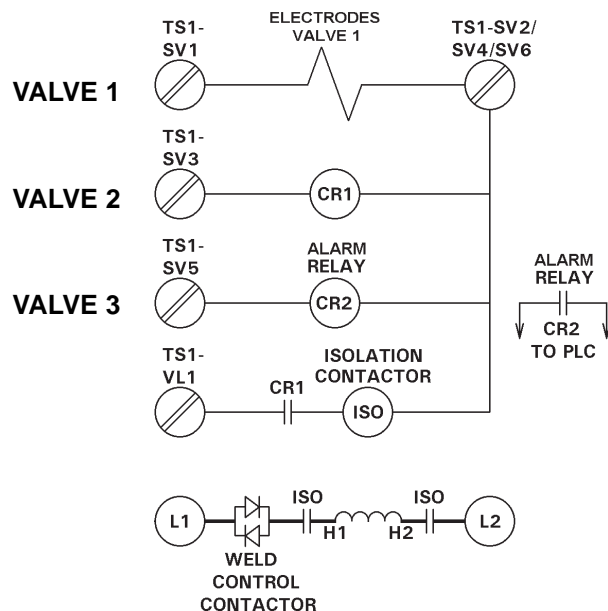 TS1-
SV1
ELECTRODES
VALVE 1
TS1-SV2/
SV4/SV6
VALVE 1
TS1-
SV3
VALVE 2
CR1
TS1-
SV5
ALARM
RELAY
VALVE 3
CR2
ALARM
RELAY
CR2
TO PLC
TS1-
VL1
CR1
ISOLATION
CONTACTOR
ISO
L1
ISO
H1
H2
ISO
L2
WELD
CONTROL
CONTACTOR